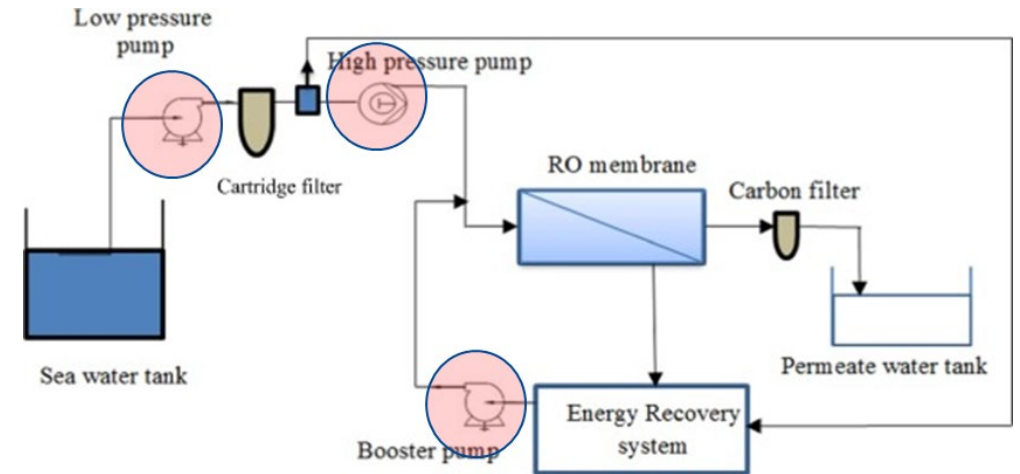 Low pressure
pump
High pressure pump
Cartridge filter
RO membrane
Carbon filter
Sea water tank
Permeate water tank
Energy Recovery
system
Booster pump